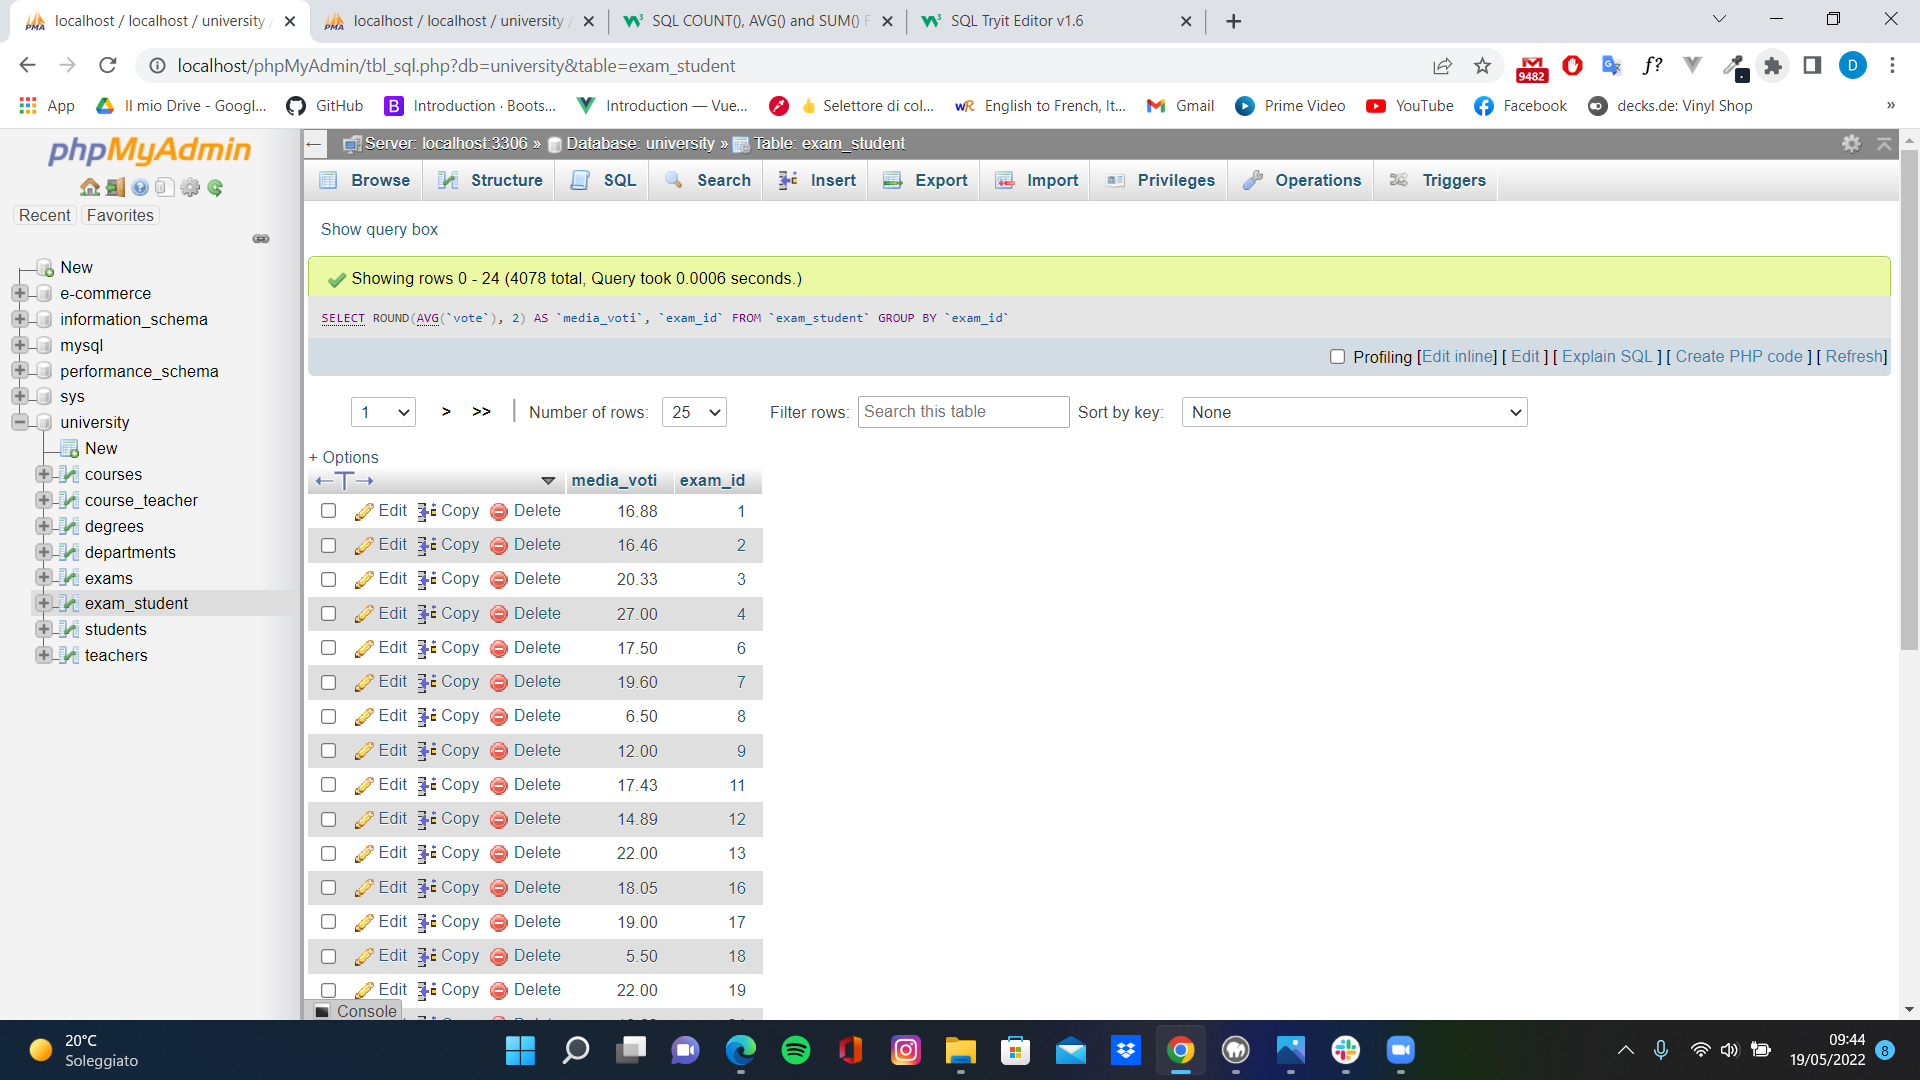 localhost / localhost / university /
localhost / localhost / university /
SQL COUNT(), AVG() and SUM() F
SQL Tryit Editor v1.6
localhost/phpMyAdmin/tbl_sql.php?db=university&table=exam_student
9482
f?
D
App
Il mio Drive - Googl...
GitHub
Introduction · Boots...
Introduction — Vue...
Selettore di col...
English to French, It...
Gmail
Prime Video
YouTube
Facebook
decks.de: Vinyl Shop
»
phpMyAdmin
Recent
Favorites
New
e-commerce
information_schema
mysql
performance_schema
sys
university
New
courses
course_teacher
degrees
departments
exams
exam_student
students
teachers
Server: localhost:3306 » Database: university » Table: exam_student
Browse
Structure
SQL
Search
Insert
Export
Import
Privileges
Operations
Triggers
Show query box
Showing rows 0 - 24 (4078 total, Query took 0.0006 seconds.)
SELECT ROUND(AVG(`vote`), 2) AS `media_voti`, `exam_id` FROM `exam_student` GROUP BY `exam_id`
Profiling [Edit inline] [ Edit ] [ Explain SQL ] [ Create PHP code ] [ Refresh]
1 > >> | Number of rows: 25 Filter rows: Search this table Sort by key: None
+ Options
media_voti exam_id
Edit Copy Delete 16.88 1
Edit Copy Delete 16.46 2
Edit Copy Delete 20.33 3
Edit Copy Delete 27.00 4
Edit Copy Delete 17.50 6
Edit Copy Delete 19.60 7
Edit Copy Delete 6.50 8
Edit Copy Delete 12.00 9
Edit Copy Delete 17.43 11
Edit Copy Delete 14.89 12
Edit Copy Delete 22.00 13
Edit Copy Delete 18.05 16
Edit Copy Delete 19.00 17
Edit Copy Delete 5.50 18
Edit Copy Delete 22.00 19
Console
20°C
Soleggiato
09:44
19/05/2022
8